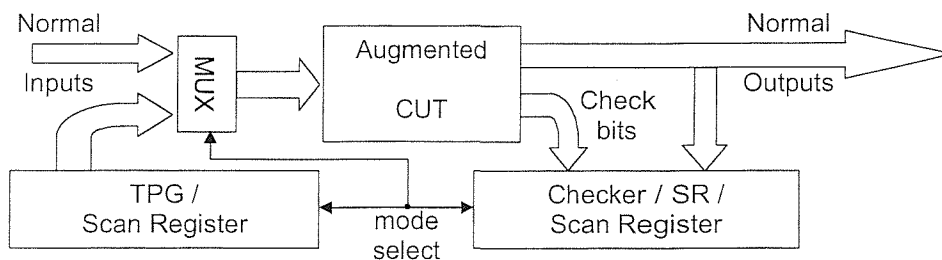 Normal
Inputs
MUX
Augmented
CUT
Normal
Outputs
Check
bits
TPG /
Scan Register
mode
select
Checker / SR /
Scan Register